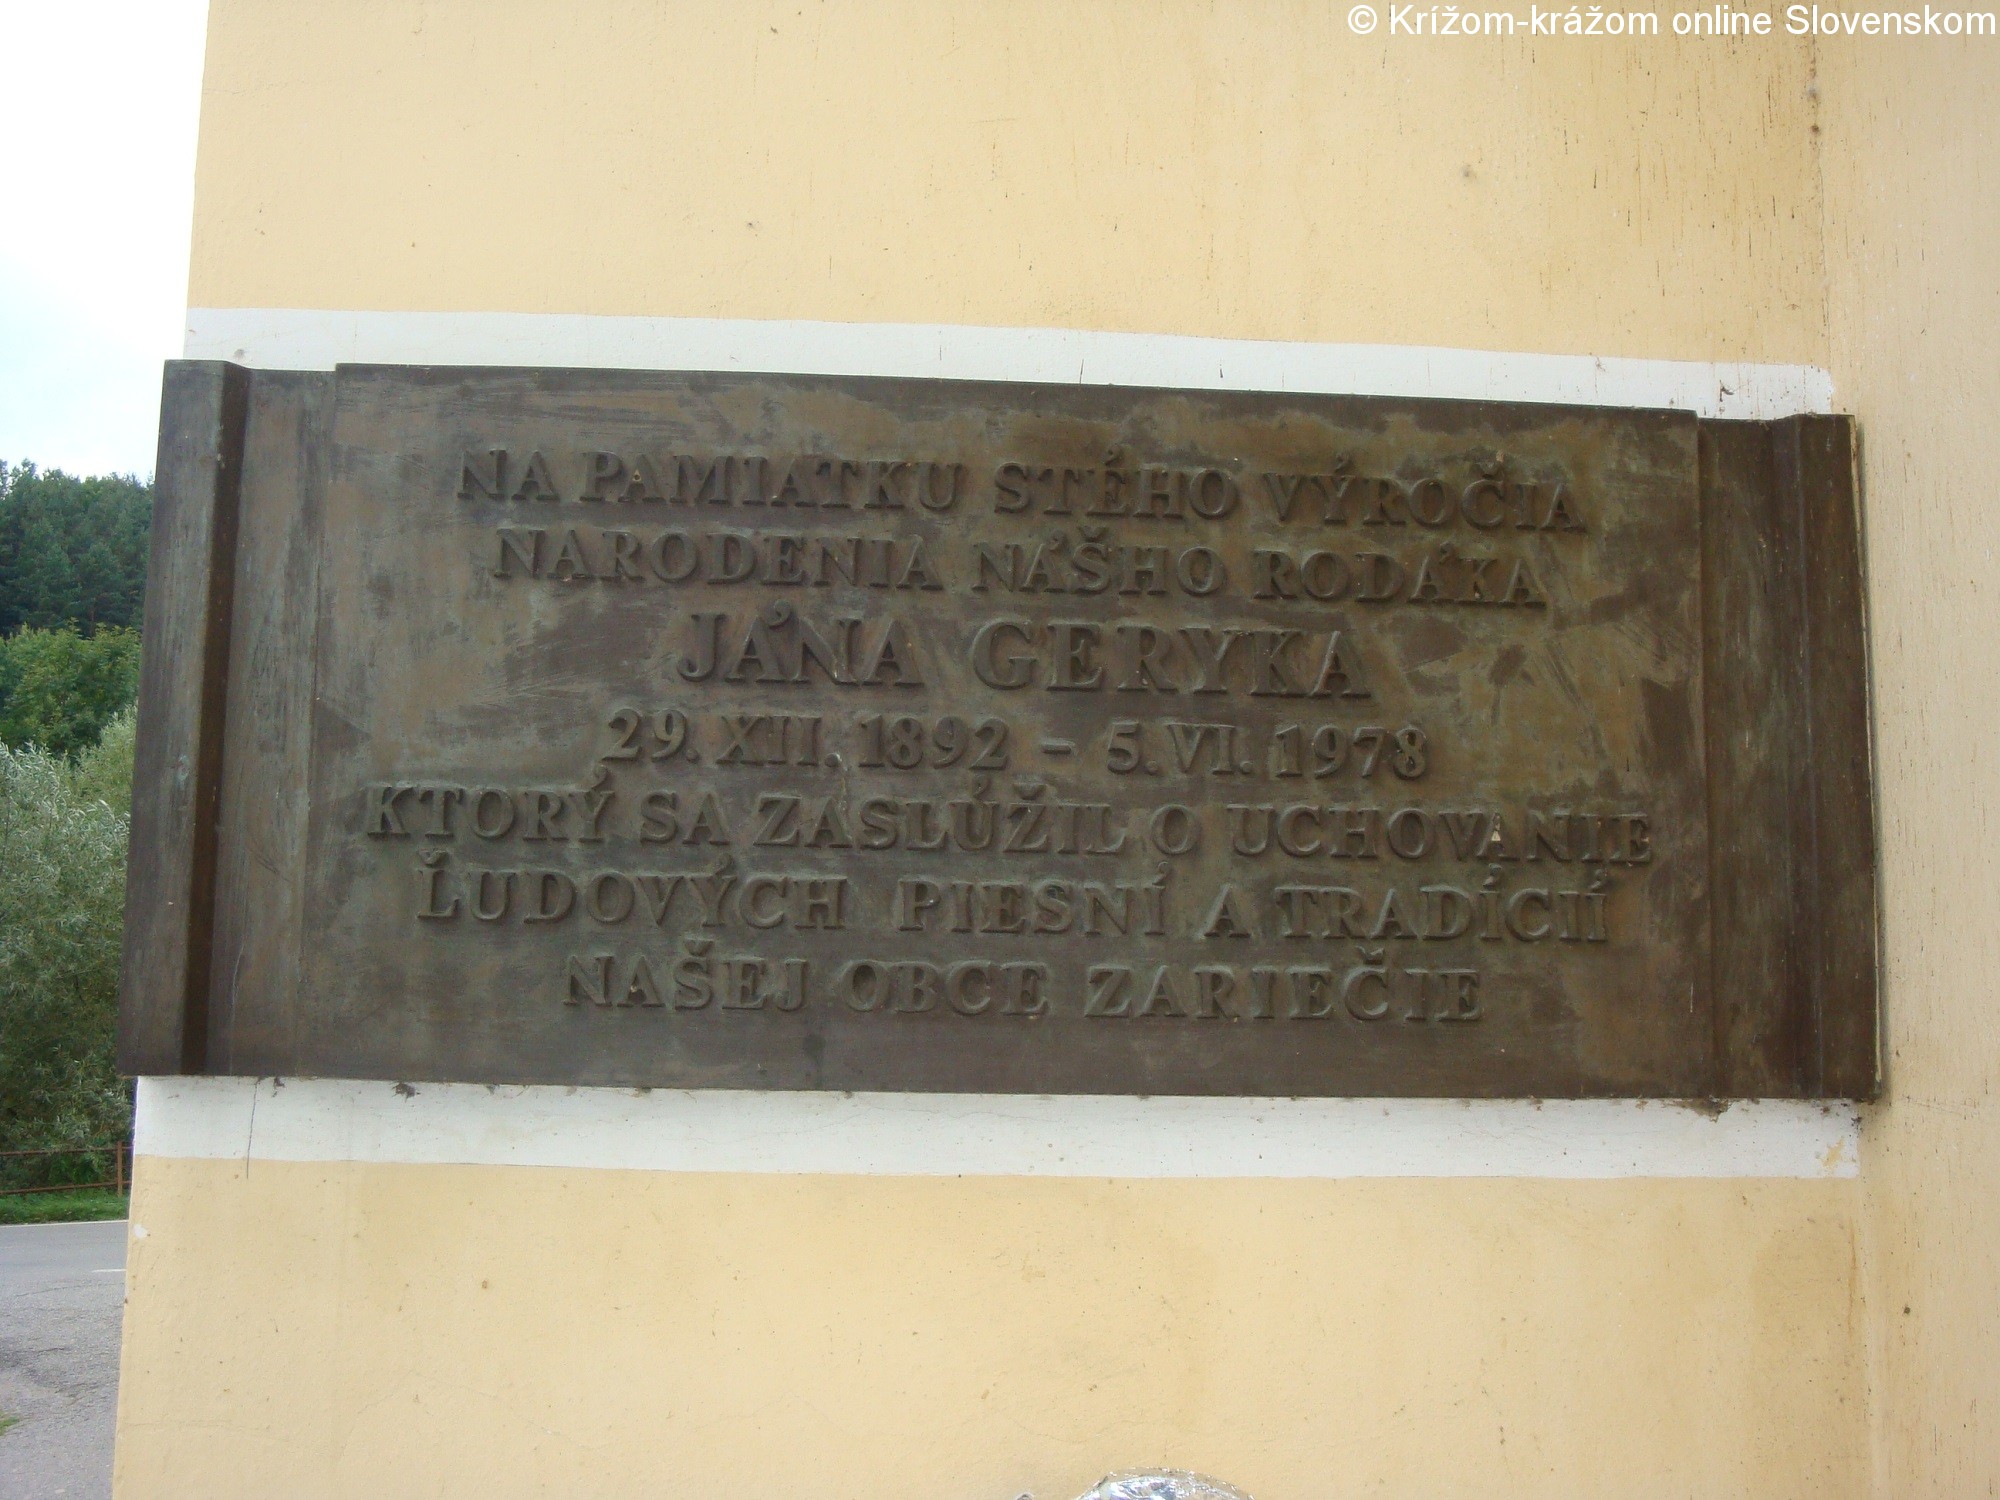 © Krížom-krážom online Slovenskom
NA PAMIATKU STÉHO VÝROČIA
NARODENIA NÁŠHO RODÁKA
JÁNA GERYKA
29. XII. 1892 - 5. VI. 1978
KTORÝ SA ZASLÚŽIL O UCHOVANIE
ĽUDOVÝCH PIESNÍ A TRADÍCIÍ
NAŠEJ OBCE ZARIEČIE